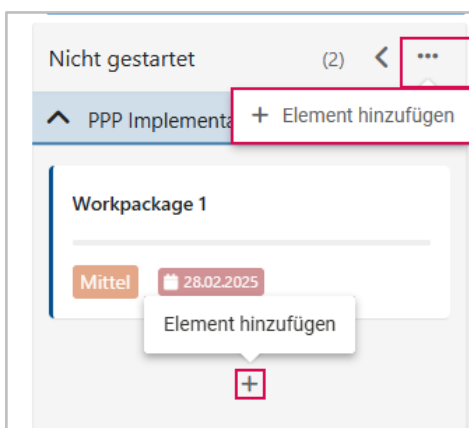 Nicht gestartet (2)
PPP Implementa
+ Element hinzufügen
Workpackage 1
Mittel 28.02.2025
Element hinzufügen
+